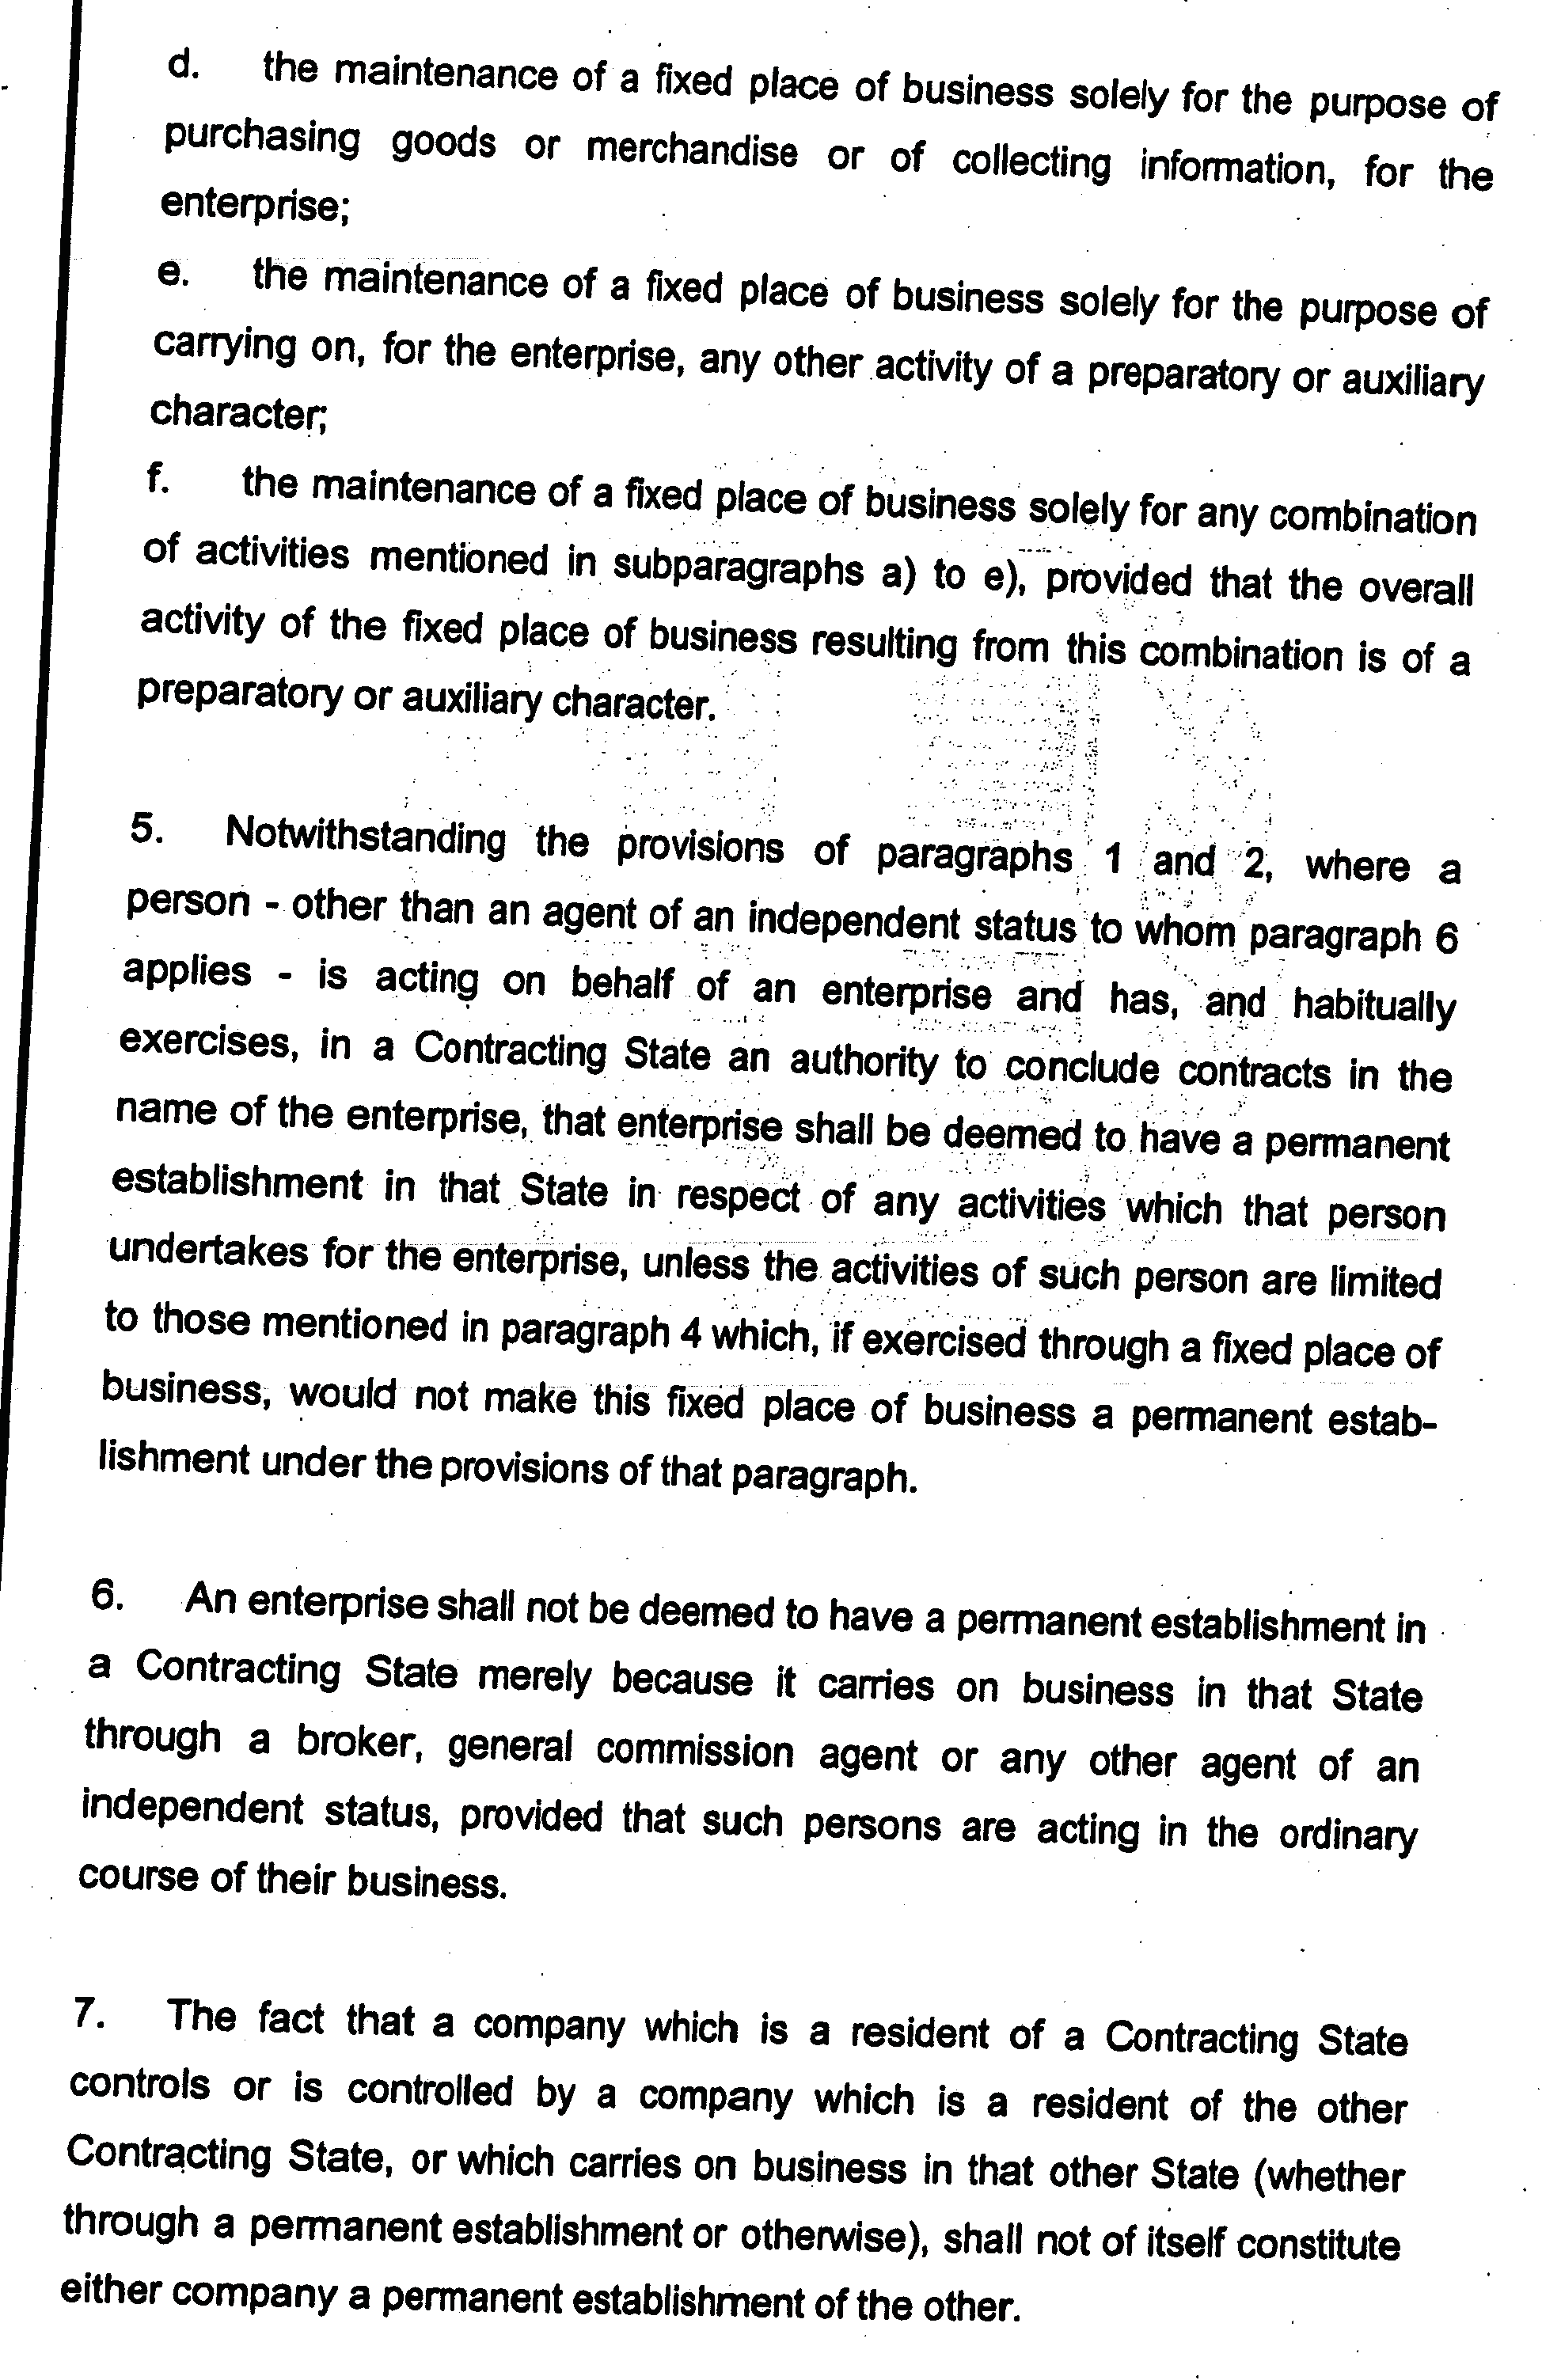 d. the maintenance of a fixed place of business solely for the purpose of
purchasing goods or merchandise or of collecting information, for the
enterprise;
e. the maintenance of a fixed place of business solely for the purpose of
carrying on, for the enterprise, any other activity of a preparatory or auxiliary
character;
f. the maintenance of a fixed place of business solely for any combination
of activities mentioned in subparagraphs a) to e), provided that the overall
activity of the fixed place of business resulting from this combination is of a
preparatory or auxiliary character.
5. Notwithstanding the provisions of paragraphs 1 and 2, where a
person - other than an agent of an independent status to whom paragraph 6
applies - is acting on behalf of an enterprise and has, and habitually
exercises, in a Contracting State an authority to conclude contracts in the
name of the enterprise, that enterprise shall be deemed to have a permanent
establishment in that State in respect of any activities which that person
undertakes for the enterprise, unless the activities of such person are limited
to those mentioned in paragraph 4 which, if exercised through a fixed place of
business, would not make this fixed place of business a permanent estab-
lishment under the provisions of that paragraph.
6. An enterprise shall not be deemed to have a permanent establishment in
a Contracting State merely because it carries on business in that State
through a broker, general commission agent or any other agent of an
independent status, provided that such persons are acting in the ordinary
course of their business.
7. The fact that a company which is a resident of a Contracting State
controls or is controlled by a company which is a resident of the other
Contracting State, or which carries on business in that other State (whether
through a permanent establishment or otherwise), shall not of itself constitute
either company a permanent establishment of the other.